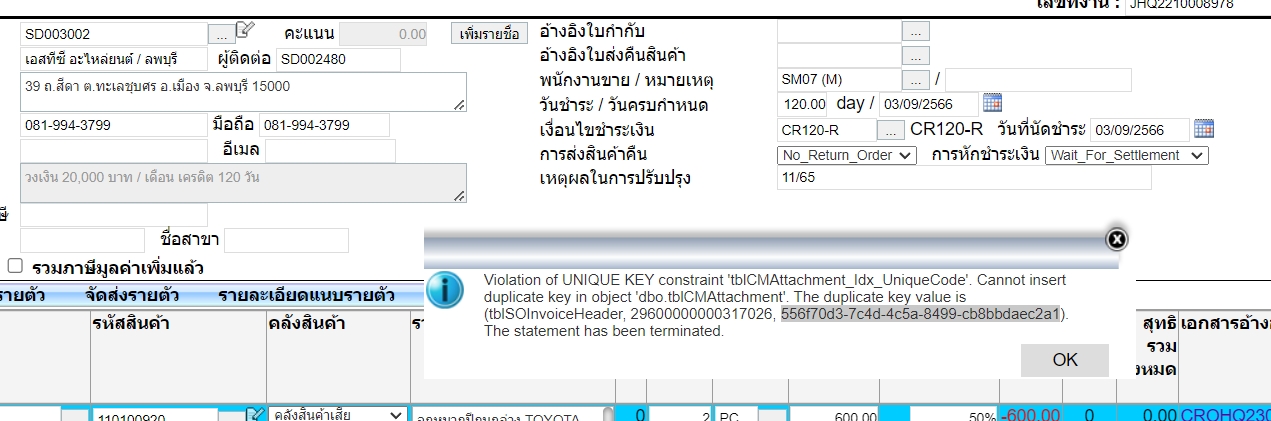 เลขที่งาน : JHQ2210008978
SD003002 ... คะแนน 0.00 เพิ่มรายชื่อ อ้างอิงใบกำกับ ...
เอสทีซี อะไหล่ยนต์ / ลพบุรี ผู้ติดต่อ SD002480 อ้างอิงใบส่งคืนสินค้า ...
39 ถ.สีดา ต.ทะเลชุบศร อ.เมือง จ.ลพบุรี 15000 พนักงานขาย / หมายเหตุ SM07 (M) ... /
วันชำระ / วันครบกำหนด 120.00 day / 03/09/2566
081-994-3799 มือถือ 081-994-3799 เงื่อนไขชำระเงิน CR120-R ... CR120-R วันที่นัดชำระ 03/09/2566
อีเมล การส่งสินค้าคืน No_Return_Order การหักชำระเงิน Wait_For_Settlement
วงเงิน 20,000 บาท / เดือน เครดิต 120 วัน เหตุผลในการปรับปรุง 11/65
ชื่อสาขา
รวมภาษีมูลค่าเพิ่มแล้ว
Violation of UNIQUE KEY constraint 'tblCMAttachment_Idx_UniqueCode'. Cannot insert
duplicate key in object 'dbo.tblCMAttachment'. The duplicate key value is
(tblSOInvoiceHeader, 29600000000317026, 556f70d3-7c4d-4c5a-8499-cb8bbdaec2a1).
The statement has been terminated.
OK
รายตัว จัดส่งรายตัว รายละเอียดแนบรายตัว
รหัสสินค้า คลังสินค้า สุทธิ เอกสารอ้าง
รวม
110100920 คลังสินค้าเสีย TOYOTA 0 2 PC 600.00 50% -600.00 0 0.00 CROHQ230